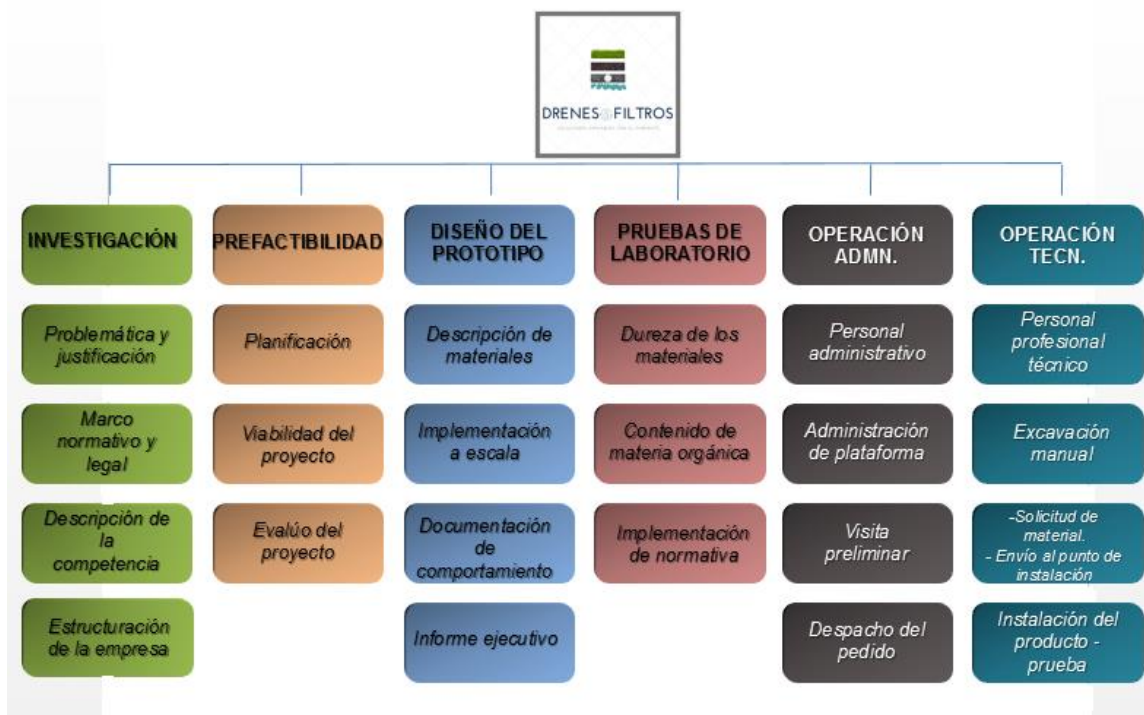 DRENES@FILTROS
INVESTIGACIÓN
PREFACTIBILIDAD
DISEÑO DEL
PROTOTIPO
PRUEBAS DE
LABORATORIO
OPERACIÓN
ADMN.
OPERACIÓN
TECN.
Problemática y
justificación
Planificación
Descripción de
materiales
Dureza de los
materiales
Personal
administrativo
Personal
profesional
técnico
Marco
normativo y
legal
Viabilidad del
proyecto
Implementación
a escala
Contenido de
materia orgánica
Administración
de plataforma
Excavación
manual
Descripción de
la
competencia
Evalúo del
proyecto
Documentación
de
comportamiento
Implementación
de normativa
Visita
preliminar
-Solicitud de
material.
- Envío al punto de
instalación
Estructuración
de la empresa
Informe ejecutivo
Despacho del
pedido
Instalación del
producto -
prueba